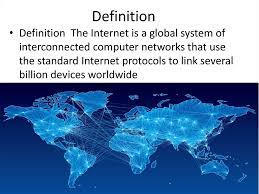 Definition
• Definition The Internet is a global system of
interconnected computer networks that use
the standard Internet protocols to link several
billion devices worldwide